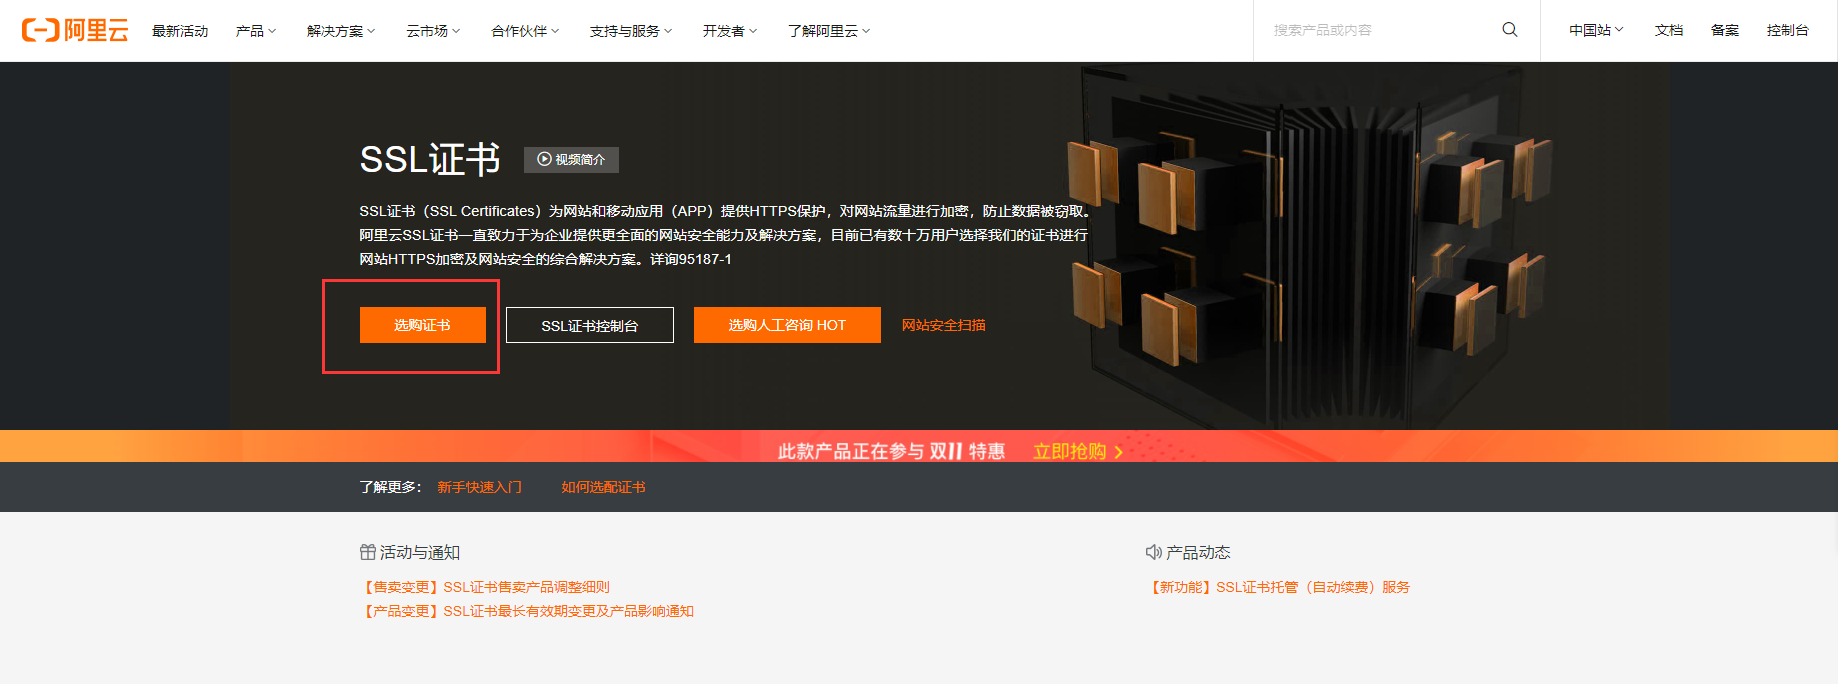 阿里云 最新活动 产品 解决方案 云市场 合作伙伴 支持与服务 开发者 了解阿里云 搜索产品或内容 中国站 文档 备案 控制台
SSL证书 视频简介
SSL证书（SSL Certificates）为网站和移动应用（APP）提供HTTPS保护，对网站流量进行加密，防止数据被窃取。
阿里云SSL证书一直致力于为企业提供更全面的网站安全能力及解决方案，目前已有数十万用户选择我们的证书进行
网站HTTPS加密及网站安全的综合解决方案。详询95187-1
选购证书 SSL证书控制台 选购人工咨询 HOT 网站安全扫描
此款产品正在参与 双11 特惠 立即抢购
了解更多： 新手快速入门 如何选配证书
活动与通知
【售卖变更】SSL证书售卖产品调整细则
【产品变更】SSL证书最长有效期变更及产品影响通知
产品动态
【新功能】SSL证书托管（自动续费）服务